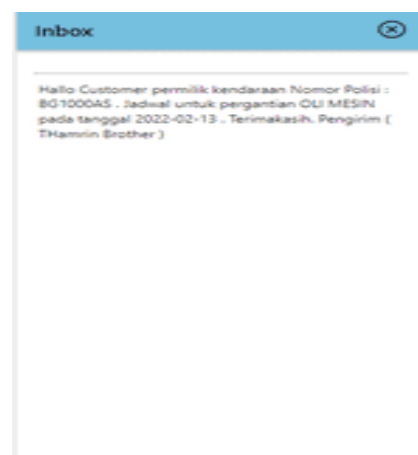 Inbox
Hallo Customer permilik kendaraan Nomor Polisi :
BG1000AS . Jadwal untuk pergantian OLI MESIN
pada tanggal 2022-02-13 . Terimakasih. Pengirim (
THamrin Brother )